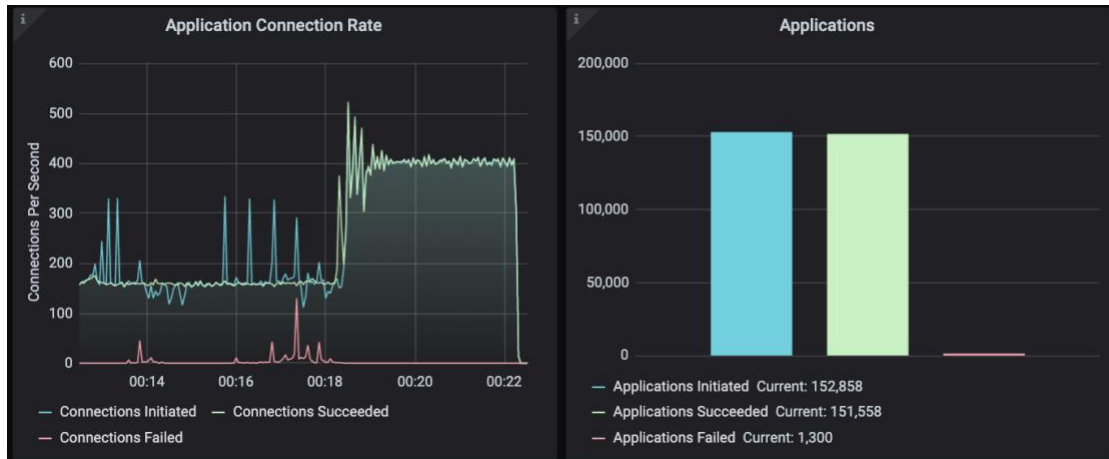 Application Connection Rate
Connections Per Second
600
500
400
300
200
100
0
00:14 00:16 00:18 00:20 00:22
Connections Initiated Connections Succeeded
Connections Failed
Applications
200,000
150,000
100,000
50,000
0
Applications Initiated Current: 152,858
Applications Succeeded Current: 151,558
Applications Failed Current: 1,300